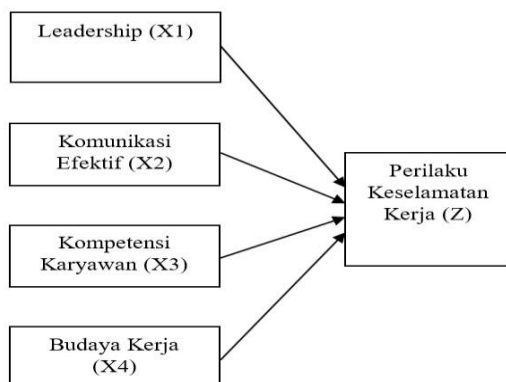 Leadership (X1)
Komunikasi
Efektif (X2)
Kompetensi
Karyawan (X3)
Budaya Kerja
(X4)
Perilaku
Keselamatan
Kerja (Z)